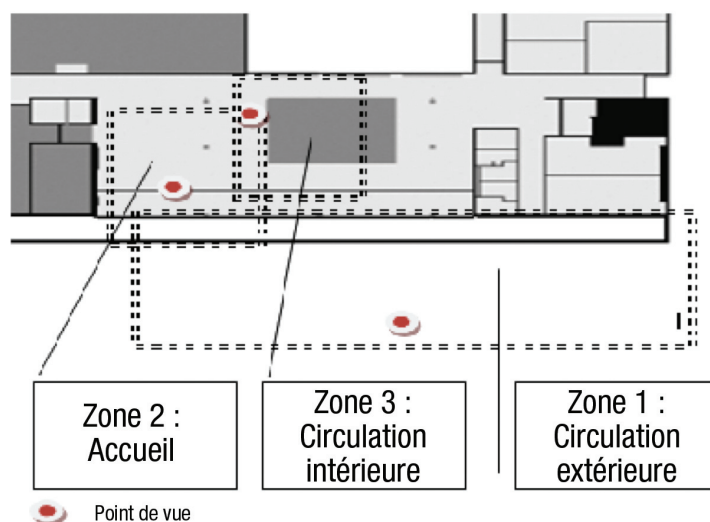 Zone 2 :
Accueil
Zone 3 :
Circulation
intérieure
Zone 1 :
Circulation
extérieure
Point de vue